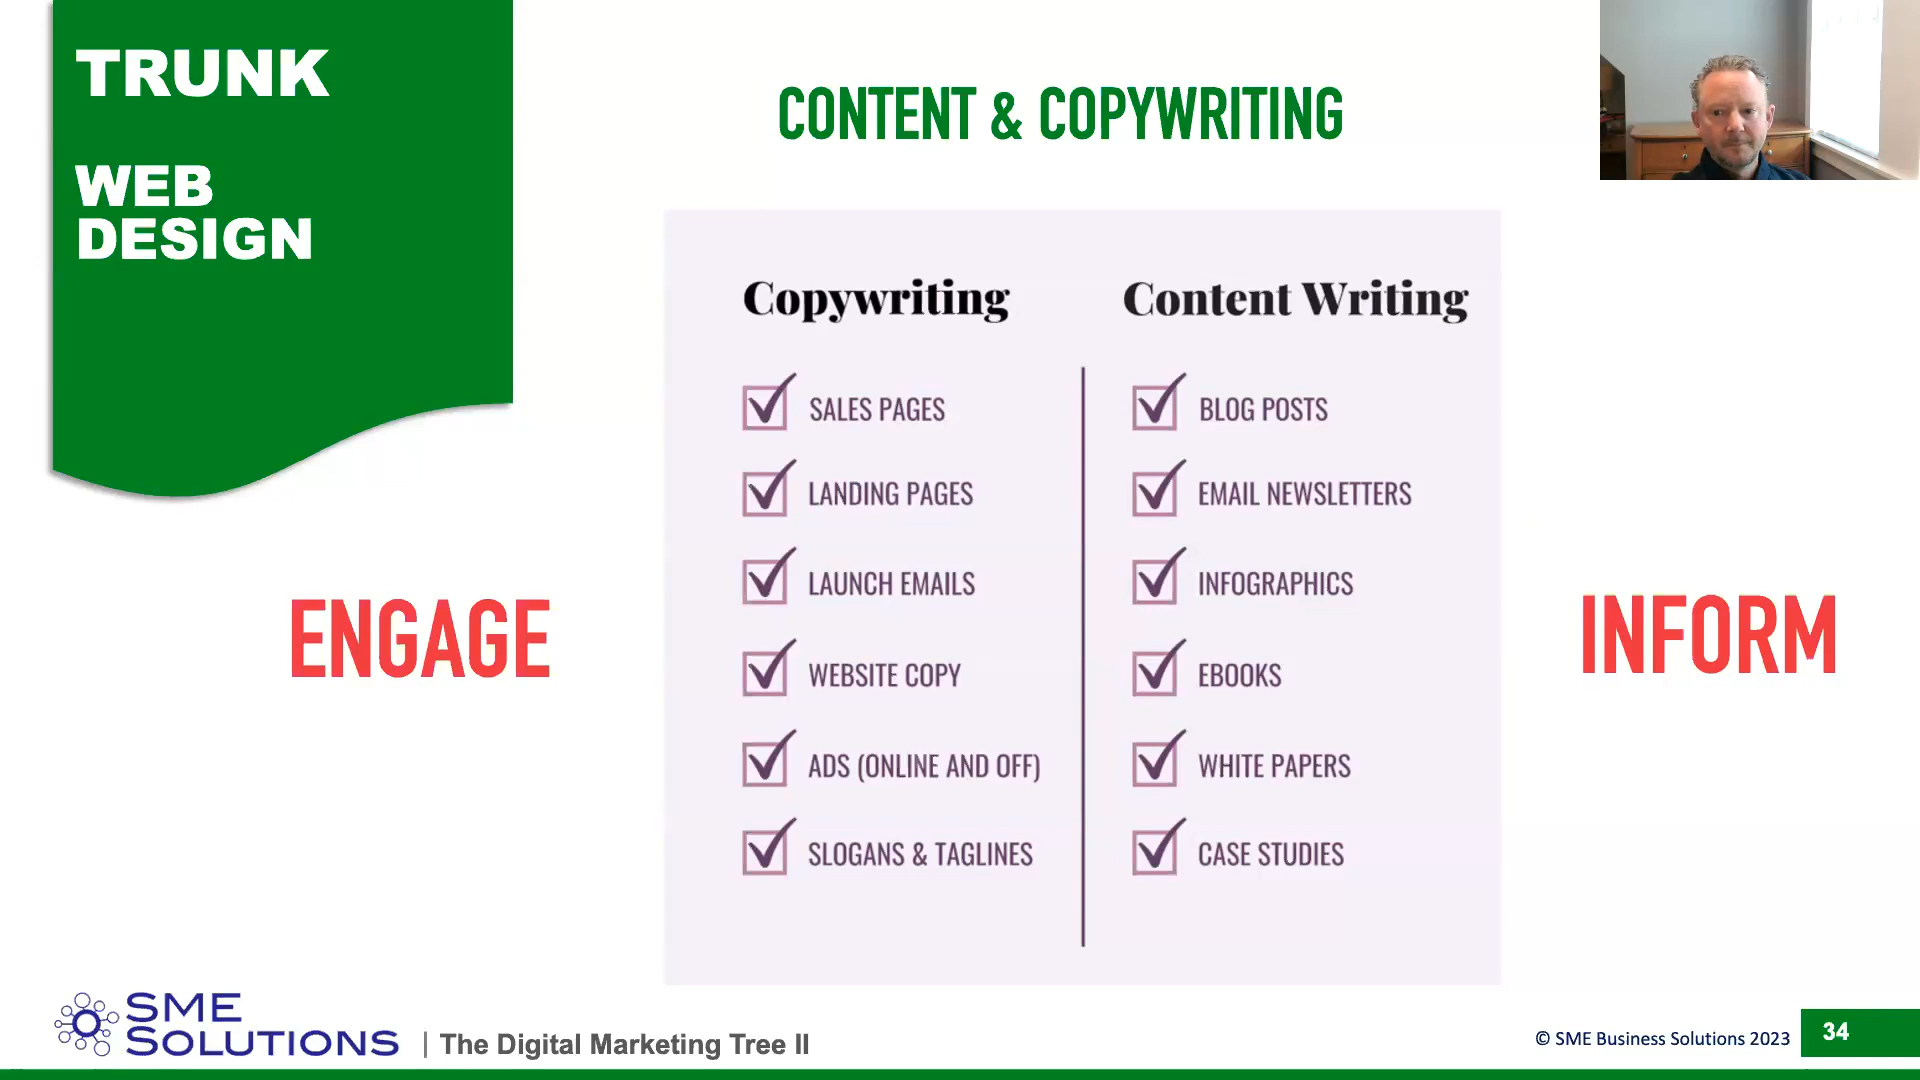 TRUNK
WEB
DESIGN
CONTENT & COPYWRITING
Copywriting
SALES PAGES
LANDING PAGES
LAUNCH EMAILS
WEBSITE COPY
ADS (ONLINE AND OFF)
SLOGANS & TAGLINES
Content Writing
BLOG POSTS
EMAIL NEWSLETTERS
INFOGRAPHICS
EBOOKS
WHITE PAPERS
CASE STUDIES
ENGAGE
INFORM
SME
SOLUTIONS
| The Digital Marketing Tree II
© SME Business Solutions 2023
34